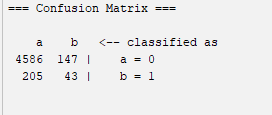 === Confusion Matrix ===
a b <-- classified as
4586 147 | a = 0
205 43 | b = 1